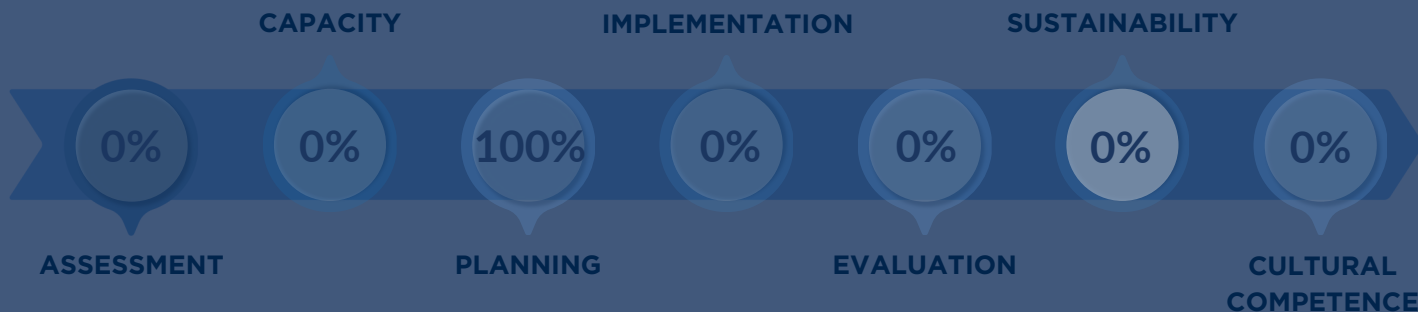 CAPACITY IMPLEMENTATION SUSTAINABILITY
0% 0% 100% 0% 0% 0% 0%
ASSESSMENT PLANNING EVALUATION CULTURAL
COMPETENCE